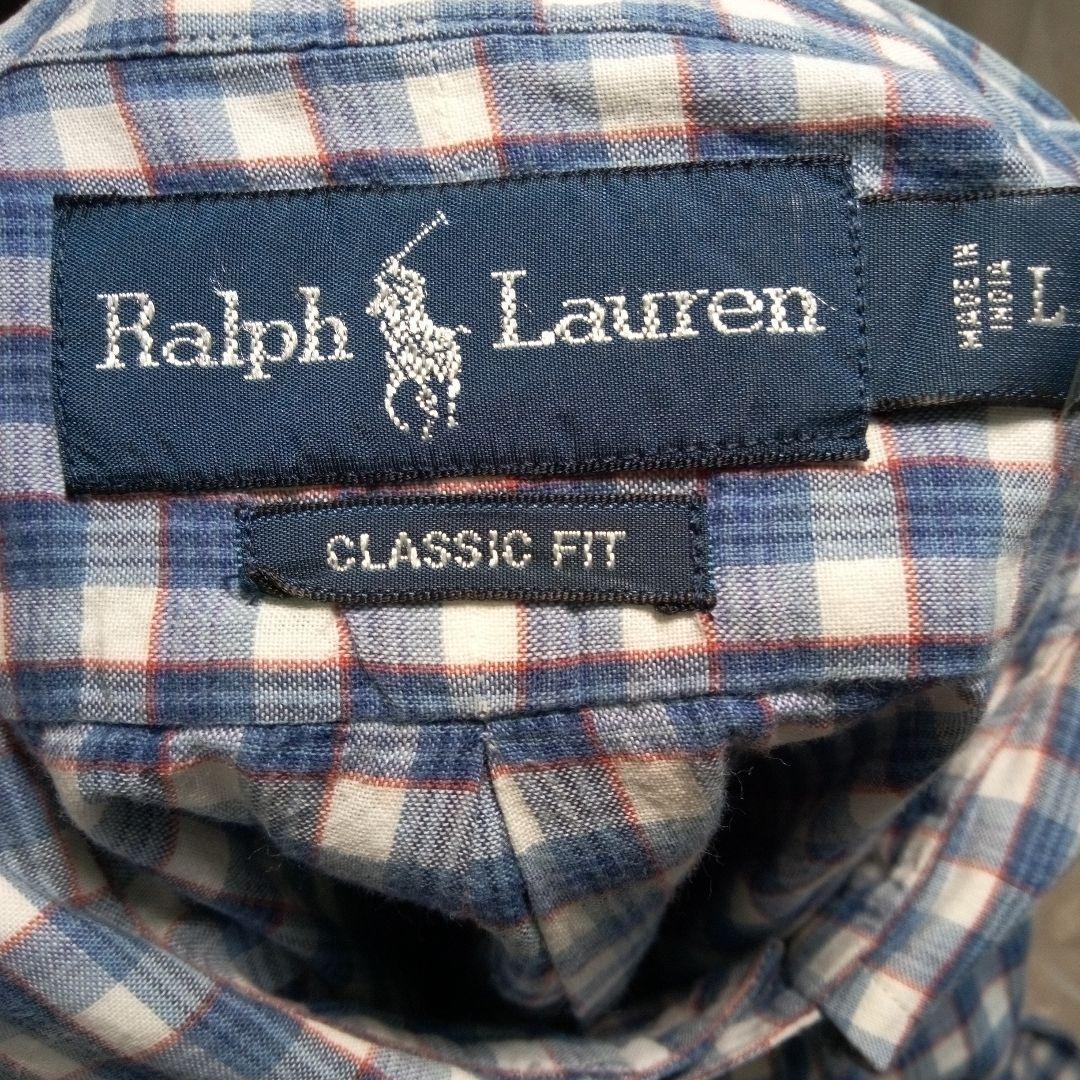 Ralph Lauren
MADE IN
INDIA
L
CLASSIC FIT